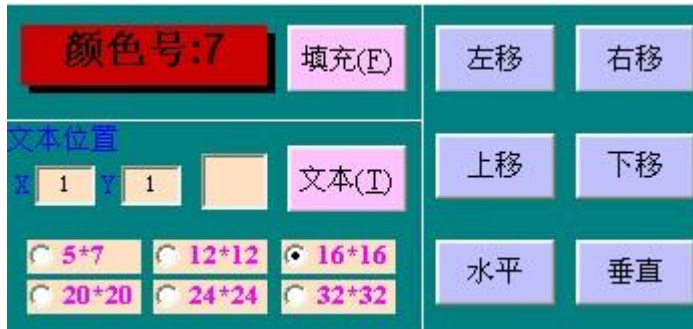 颜色号:7
填充(F)
左移
右移
文本位置
X 1 Y 1
文本(T)
上移
下移
5*7 12*12 16*16
20*20 24*24 32*32
水平
垂直